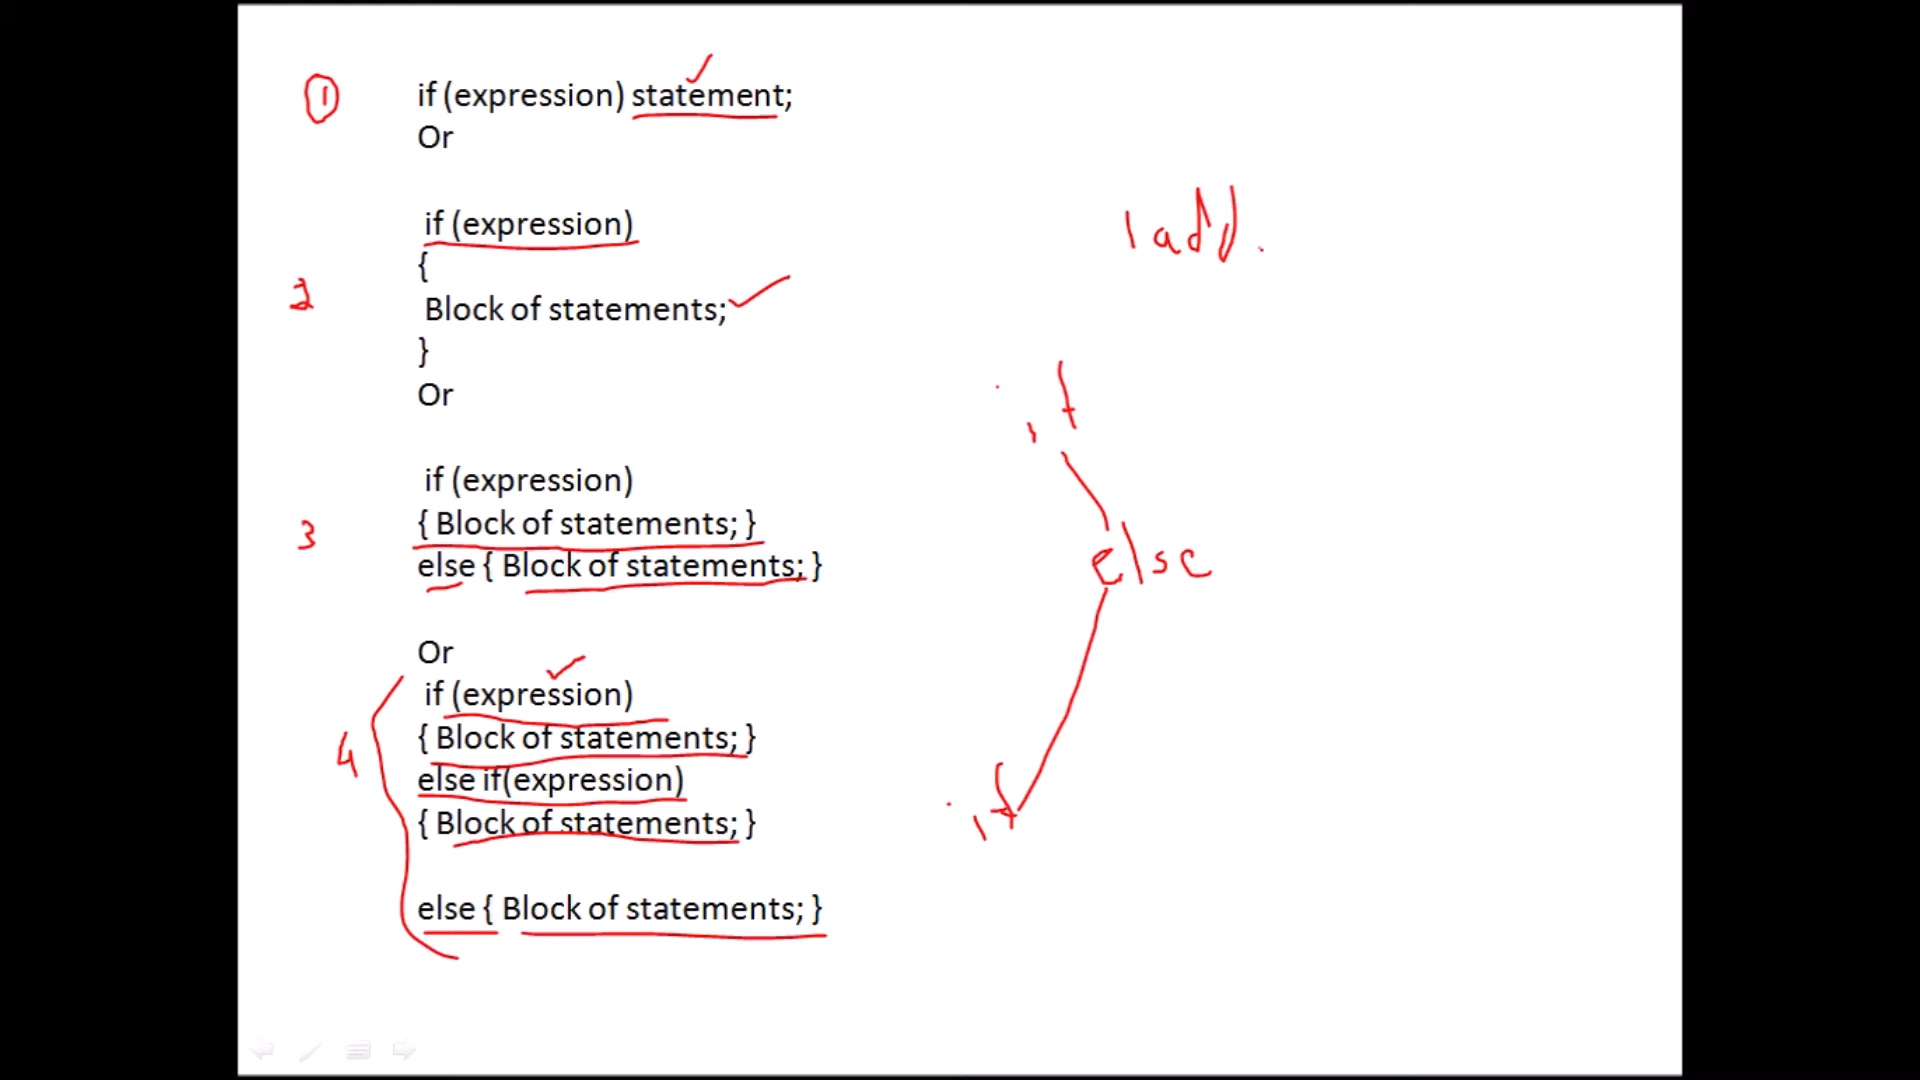 1 if (expression) statement;
Or
if (expression)
{
2 Block of statements;
}
Or
if (expression)
3 { Block of statements; }
else { Block of statements; }
Or
if (expression)
{ Block of statements; }
4 else if(expression)
{ Block of statements; }
else { Block of statements; }
ladd.
if
else
if